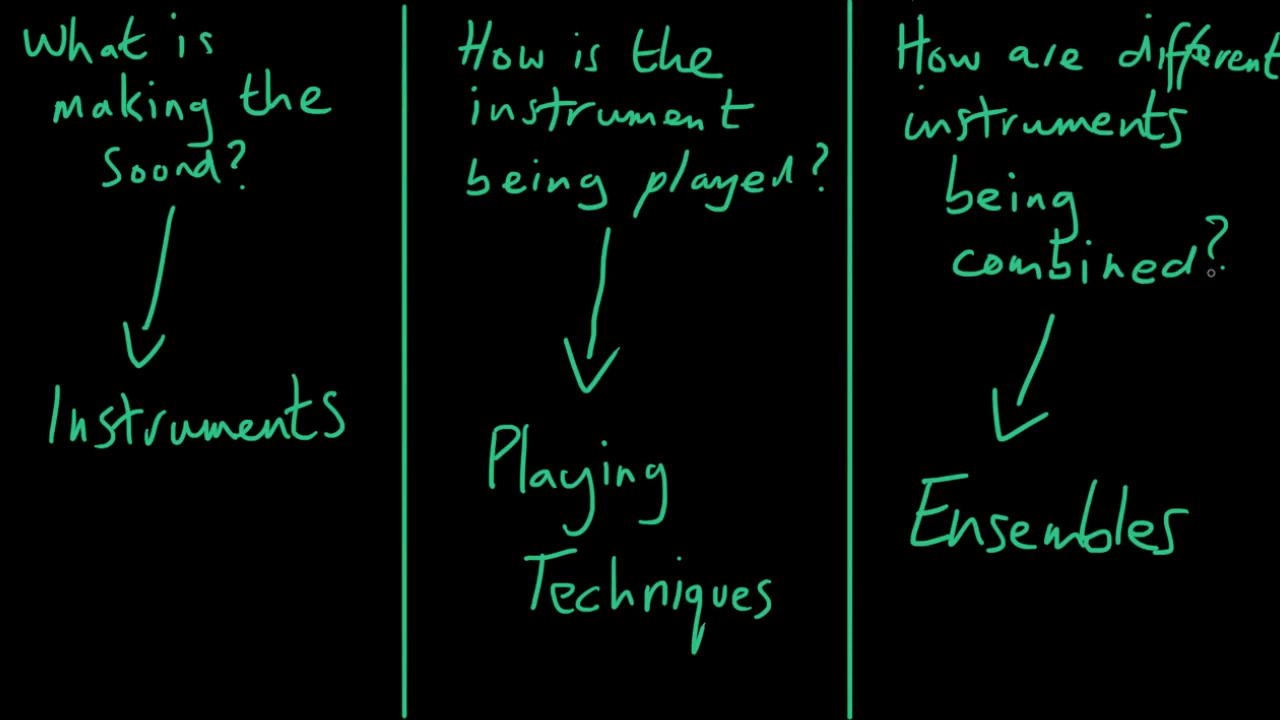 What is
making the
Sound?
Instruments
How is the
instrument
being played?
Playing
Techniques
How are different
instruments
being
combined?
Ensembles